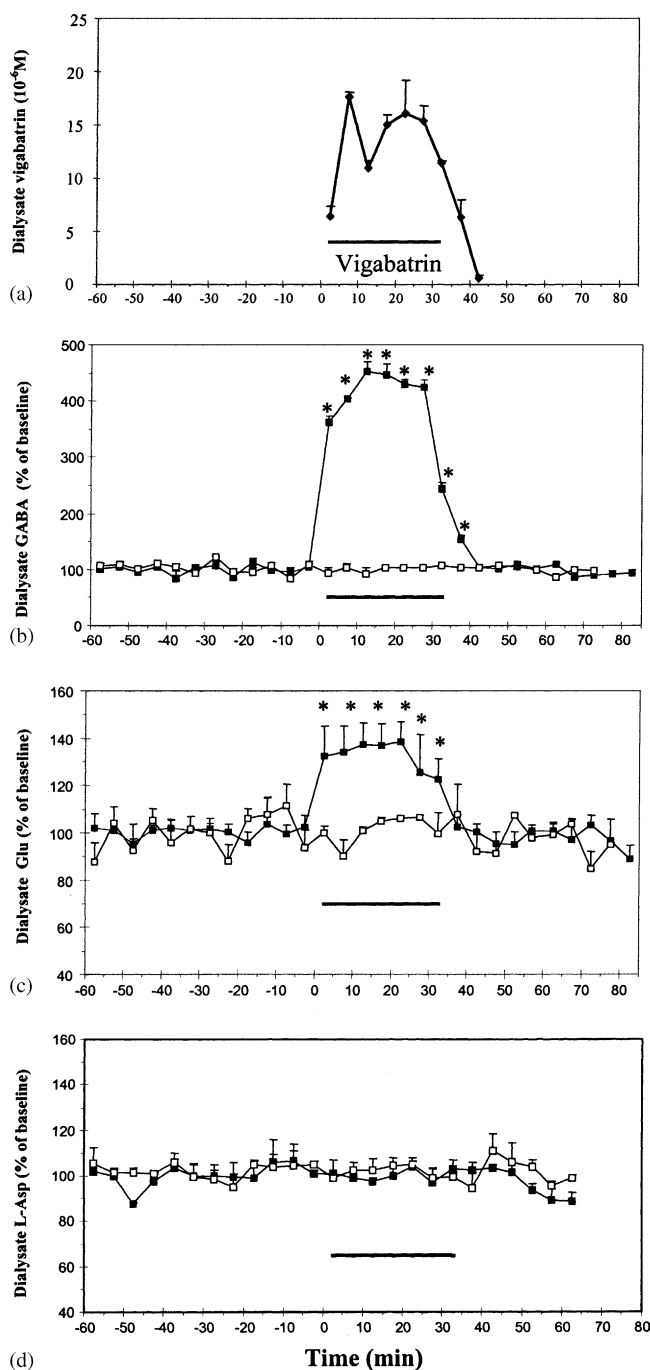 Dialysate vigabatrin (10⁻⁶M)
25
20
15
10
5
0
Vigabatrin
-60 -50 -40 -30 -20 -10 0 10 20 30 40 50 60 70 80
(a)
Dialysate GABA (% of baseline)
500
400
300
200
100
0
* * * * * * * *
-60 -50 -40 -30 -20 -10 0 10 20 30 40 50 60 70 80
(b)
Dialysate Glu (% of baseline)
160
140
120
100
80
60
40
* * * * * *
-60 -50 -40 -30 -20 -10 0 10 20 30 40 50 60 70 80
(c)
Dialysate L-Asp (% of baseline)
160
140
120
100
80
60
40
-60 -50 -40 -30 -20 -10 0 10 20 30 40 50 60 70 80
(d)
Time (min)